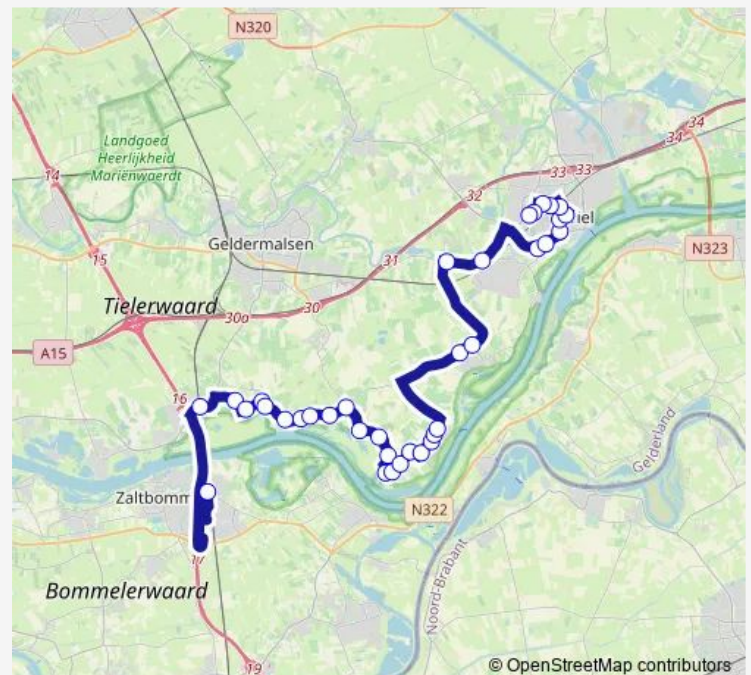 N320
Landgoed
Heerlijkheid
Mariënwaerdt
14
34
34
33
33
32
Geldermalsen
iel
N323
15
31
Tielerwaard
30
30a
A15
16
Zaltbomm
N322
Gelderland
Noord-Brabant
17
Bommelerwaard
19
© OpenStreetMap contributors